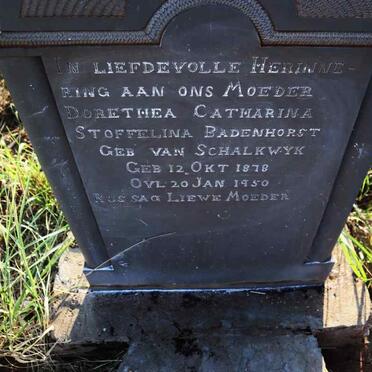 In liefdevolle Herinne-
ring aan ons Moeder
Dorethea Catharina
Stoffelina Badenhorst
Geb van Schalkwyk
Geb 12 Okt 1878
Ovl 20 Jan 1950
Rus sag Liewe Moeder